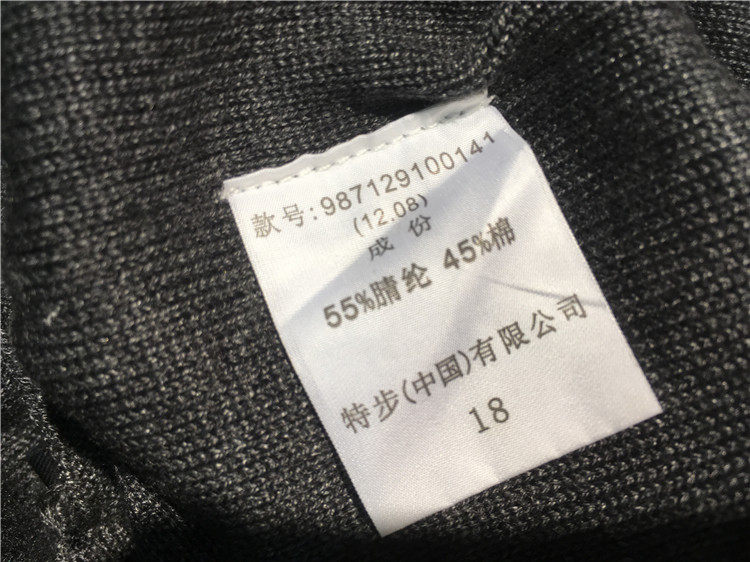 款号:987129100141
(12.08)
成 份
55%腈纶 45%棉
特步(中国)有限公司
18